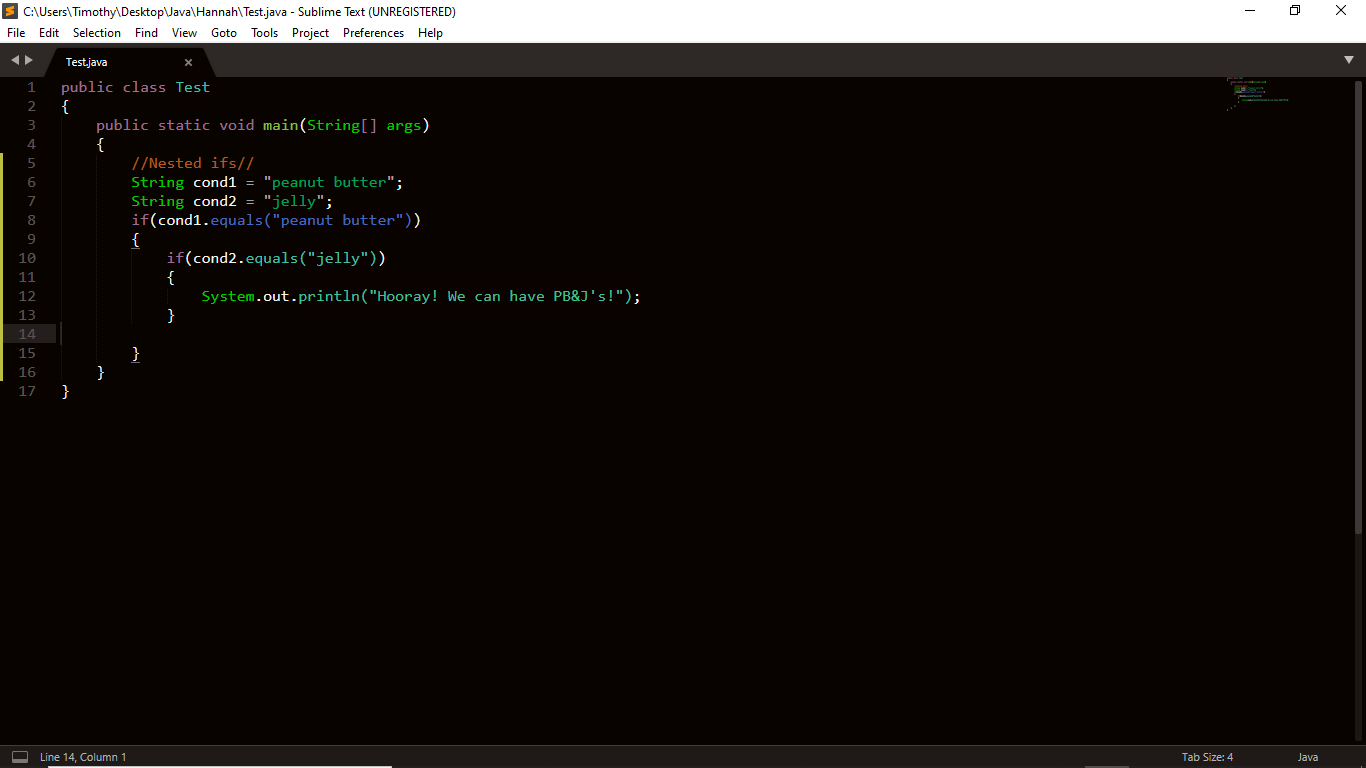 C:\Users\Timothy\Desktop\Java\Hannah\Test.java - Sublime Text (UNREGISTERED)
File Edit Selection Find View Goto Tools Project Preferences Help
Test.java
1 public class Test
2 {
3     public static void main(String[] args)
4     {
5         //Nested ifs//
6         String cond1 = "peanut butter";
7         String cond2 = "jelly";
8         if(cond1.equals("peanut butter"))
9         {
10             if(cond2.equals("jelly"))
11             {
12                 System.out.println("Hooray! We can have PB&J's!");
13             }
14
15         }
16     }
17 }
Line 14, Column 1 Tab Size: 4 Java